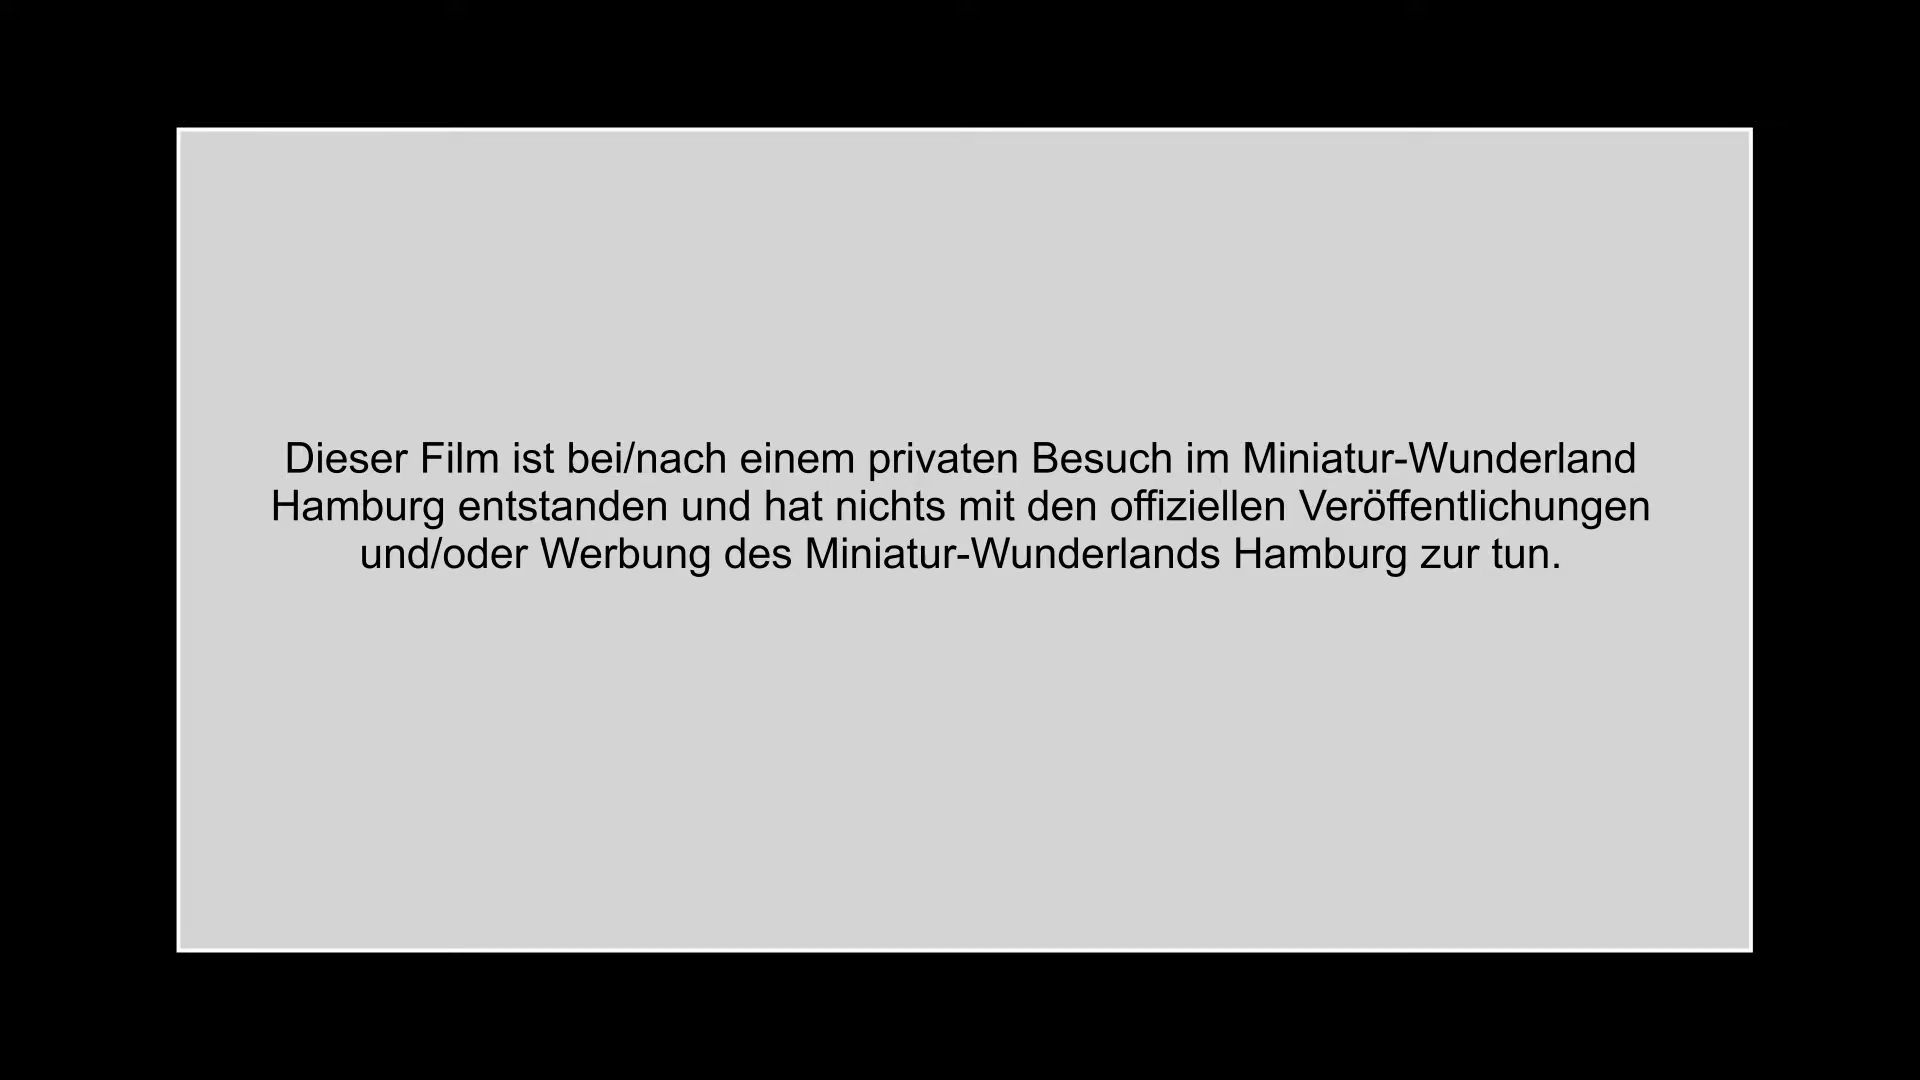 Dieser Film ist bei/nach einem privaten Besuch im Miniatur-Wunderland
Hamburg entstanden und hat nichts mit den offiziellen Veröffentlichungen
und/oder Werbung des Miniatur-Wunderlands Hamburg zur tun.